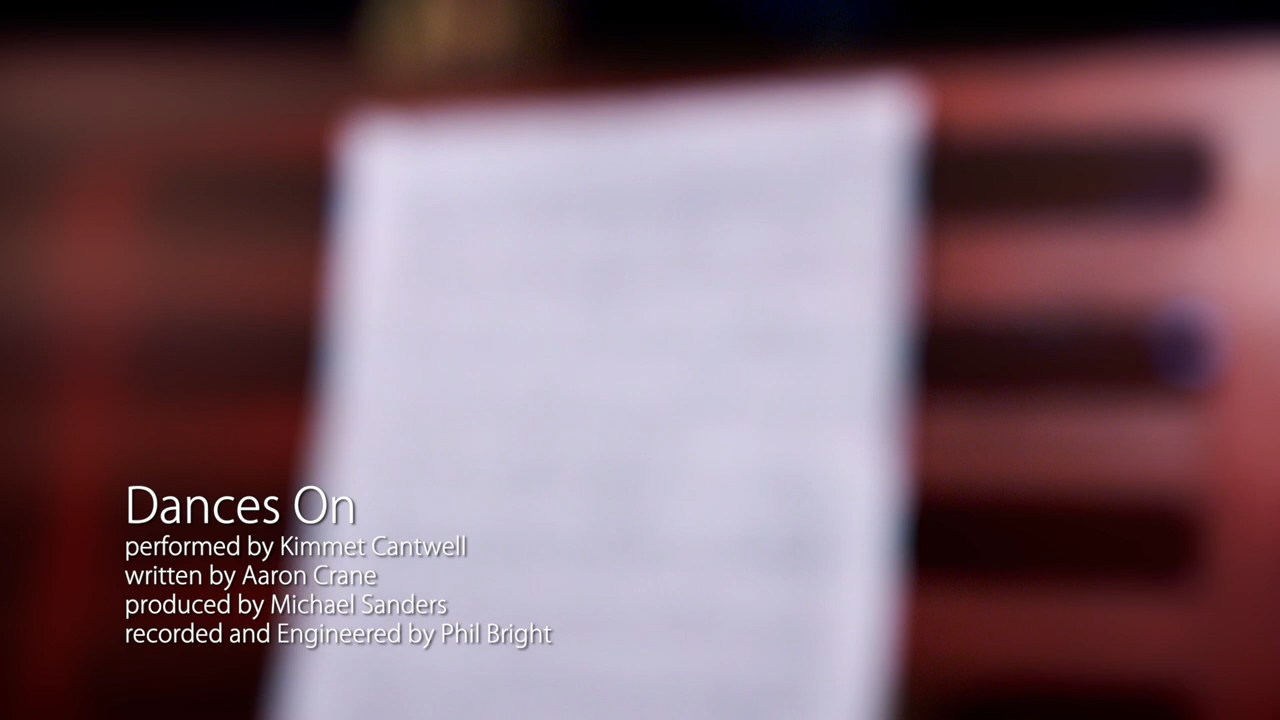 Dances On
performed by Kimmet Cantwell
written by Aaron Crane
produced by Michael Sanders
recorded and Engineered by Phil Bright